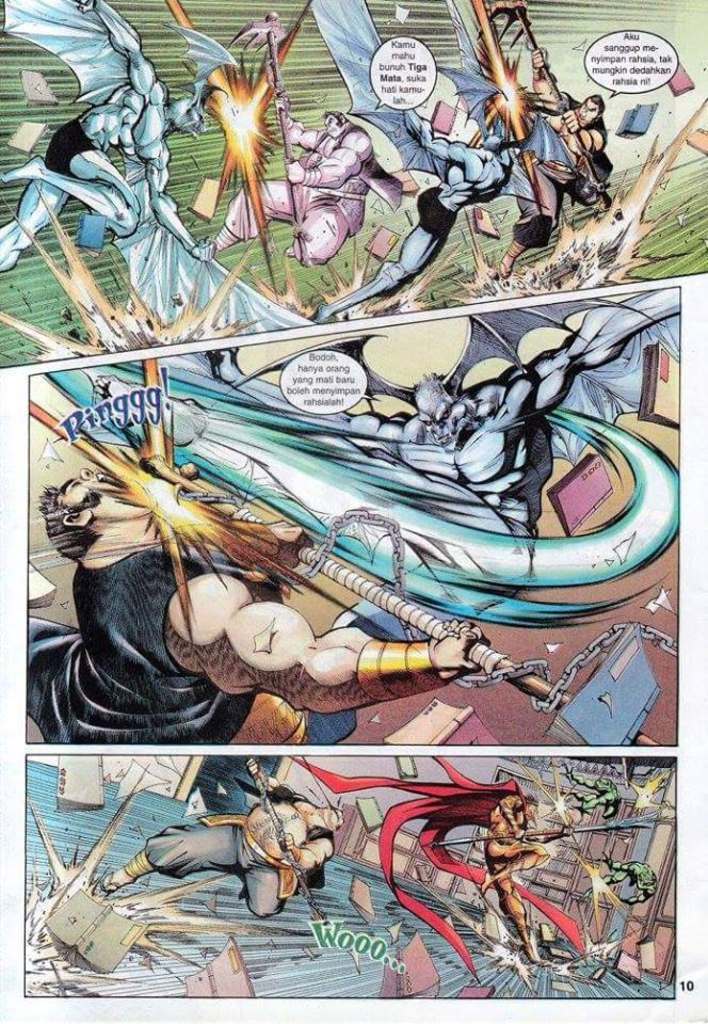 Kamu
mahu
bunuh Tiga
Mata, suka
hati kamu-
lah...
Aku
sanggup me-
nyimpan rahsia, tak
mungkin dedahkan
rahsia ni!
Bodoh,
hanya orang
yang mati baru
boleh menyimpan
rahsialah!
Pinggg!
Wooo...
10